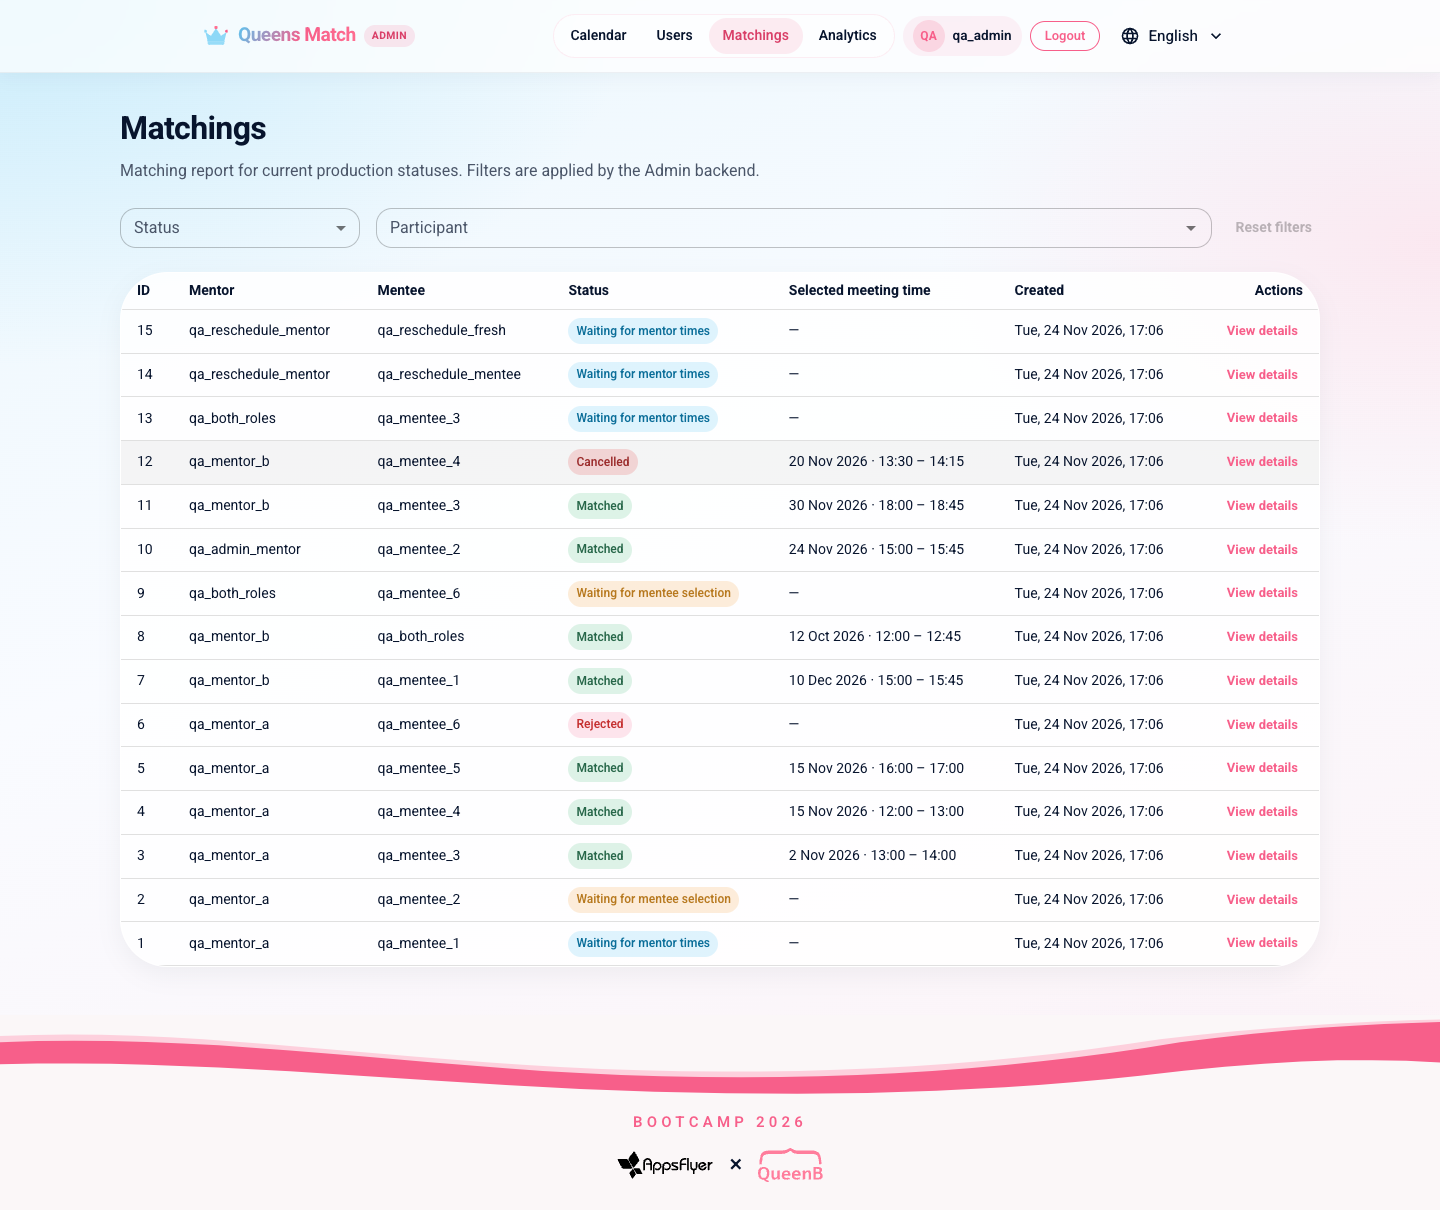 Queens Match ADMIN Calendar Users Matchings Analytics QA qa_admin Logout English
Matchings
Matching report for current production statuses. Filters are applied by the Admin backend.
Status Participant Reset filters
ID Mentor Mentee Status Selected meeting time Created Actions
15 qa_reschedule_mentor qa_reschedule_fresh Waiting for mentor times — Tue, 24 Nov 2026, 17:06 View details
14 qa_reschedule_mentor qa_reschedule_mentee Waiting for mentor times — Tue, 24 Nov 2026, 17:06 View details
13 qa_both_roles qa_mentee_3 Waiting for mentor times — Tue, 24 Nov 2026, 17:06 View details
12 qa_mentor_b qa_mentee_4 Cancelled 20 Nov 2026 · 13:30 – 14:15 Tue, 24 Nov 2026, 17:06 View details
11 qa_mentor_b qa_mentee_3 Matched 30 Nov 2026 · 18:00 – 18:45 Tue, 24 Nov 2026, 17:06 View details
10 qa_admin_mentor qa_mentee_2 Matched 24 Nov 2026 · 15:00 – 15:45 Tue, 24 Nov 2026, 17:06 View details
9 qa_both_roles qa_mentee_6 Waiting for mentee selection — Tue, 24 Nov 2026, 17:06 View details
8 qa_mentor_b qa_both_roles Matched 12 Oct 2026 · 12:00 – 12:45 Tue, 24 Nov 2026, 17:06 View details
7 qa_mentor_b qa_mentee_1 Matched 10 Dec 2026 · 15:00 – 15:45 Tue, 24 Nov 2026, 17:06 View details
6 qa_mentor_a qa_mentee_6 Rejected — Tue, 24 Nov 2026, 17:06 View details
5 qa_mentor_a qa_mentee_5 Matched 15 Nov 2026 · 16:00 – 17:00 Tue, 24 Nov 2026, 17:06 View details
4 qa_mentor_a qa_mentee_4 Matched 15 Nov 2026 · 12:00 – 13:00 Tue, 24 Nov 2026, 17:06 View details
3 qa_mentor_a qa_mentee_3 Matched 2 Nov 2026 · 13:00 – 14:00 Tue, 24 Nov 2026, 17:06 View details
2 qa_mentor_a qa_mentee_2 Waiting for mentee selection — Tue, 24 Nov 2026, 17:06 View details
1 qa_mentor_a qa_mentee_1 Waiting for mentor times — Tue, 24 Nov 2026, 17:06 View details
BOOTCAMP 2026
AppsFlyer × QueenB